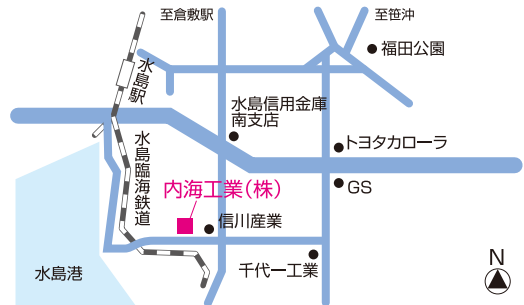 至倉敷駅
至笹沖
福田公園
水島駅
水島信用金庫
南支店
トヨタカローラ
水島臨海鉄道
内海工業(株)
GS
信川産業
千代一工業
水島港
N